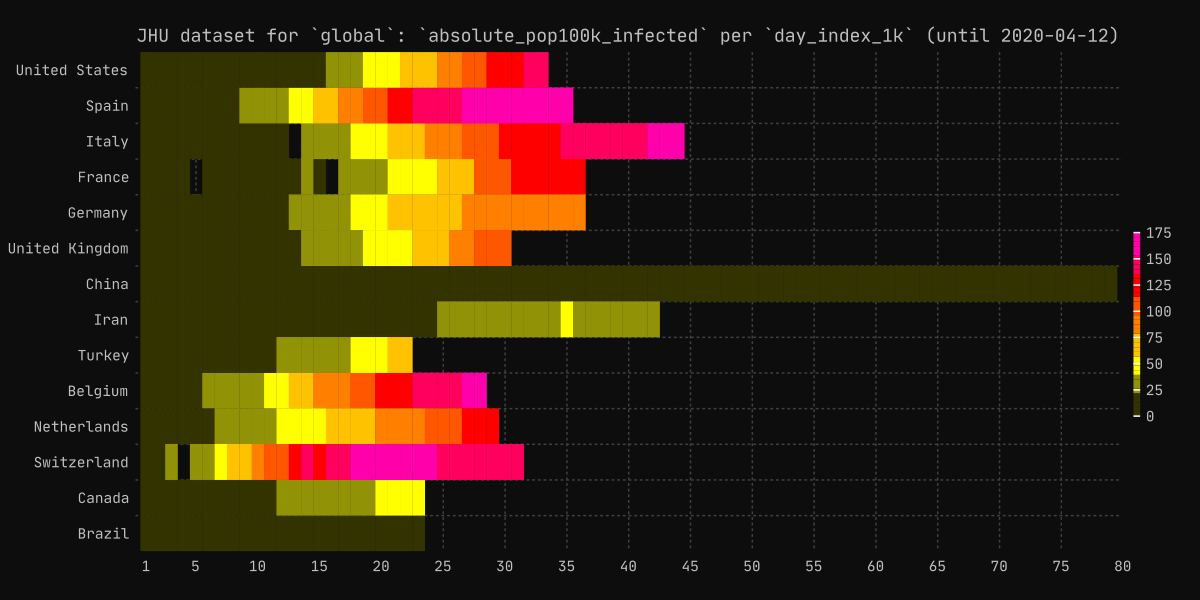 JHU dataset for `global`: `absolute_pop100k_infected` per `day_index_1k` (until 2020-04-12)
United States
Spain
Italy
France
Germany
United Kingdom
China
Iran
Turkey
Belgium
Netherlands
Switzerland
Canada
Brazil
175
150
125
100
75
50
25
0
1 5 10 15 20 25 30 35 40 45 50 55 60 65 70 75 80